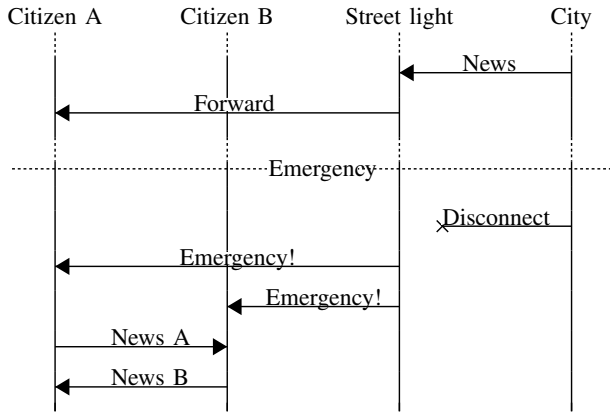 Citizen A Citizen B Street light City
News
Forward
Emergency
Disconnect
Emergency!
Emergency!
News A
News B